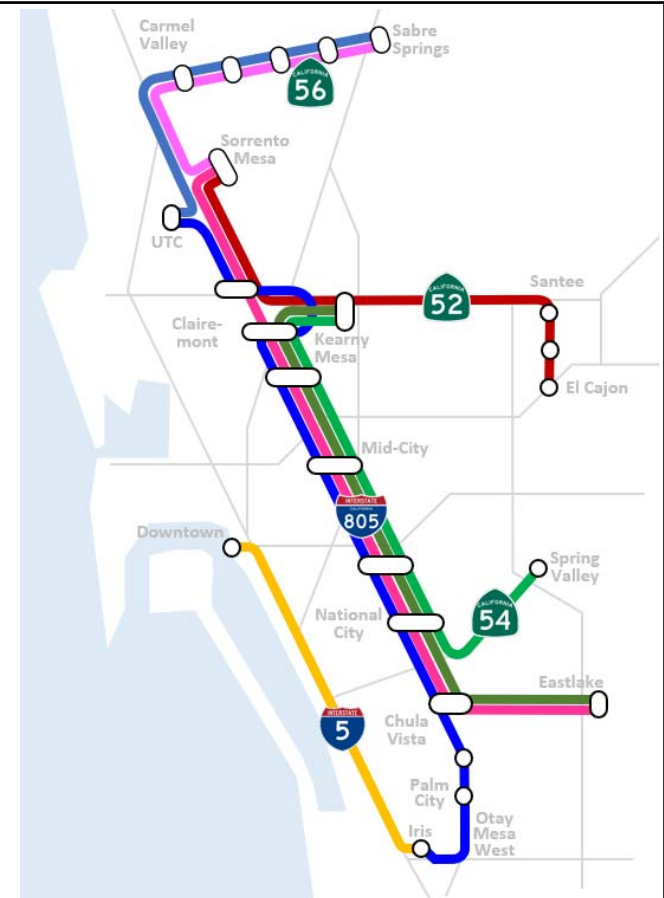 Carmel
Valley
Sabre
Springs
CALIFORNIA
56
Sorrento
Mesa
UTC
CALIFORNIA
52
Santee
Claire-
mont
Kearny
Mesa
El Cajon
Mid-City
INTERSTATE
CALIFORNIA
805
Downtown
Spring
Valley
National
City
CALIFORNIA
54
Eastlake
INTERSTATE
5
Chula
Vista
Palm
City
Iris
Otay
Mesa
West